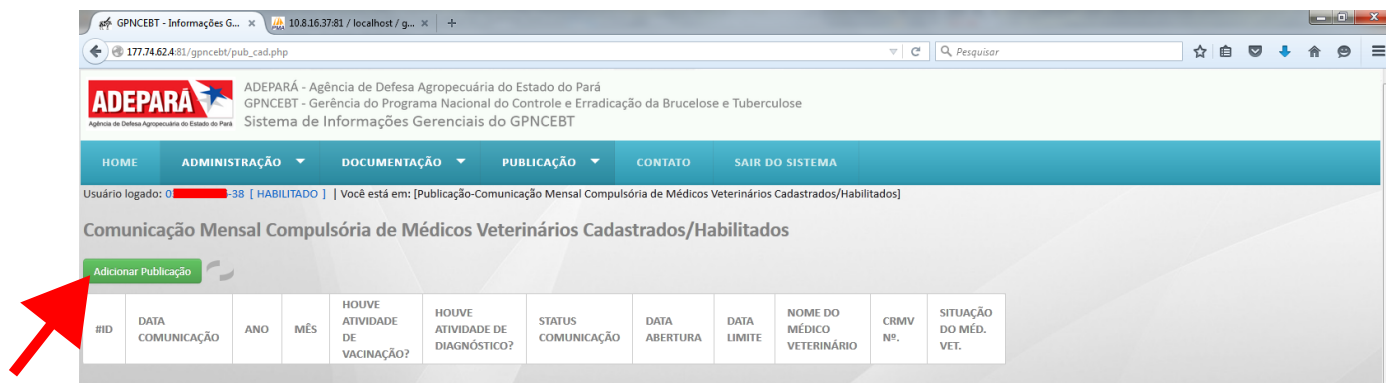 GPNCEBT - Informações G... × 10.8.16.37:81 / localhost / g... × +
177.74.62.4:81/gpncebt/pub_cad.php Pesquisar
ADEPARÁ
Agência de Defesa Agropecuária do Estado do Pará
ADEPARÁ - Agência de Defesa Agropecuária do Estado do Pará
GPNCEBT - Gerência do Programa Nacional do Controle e Erradicação da Brucelose e Tuberculose
Sistema de Informações Gerenciais do GPNCEBT
HOME ADMINISTRAÇÃO DOCUMENTAÇÃO PUBLICAÇÃO CONTATO SAIR DO SISTEMA
Usuário logado: -38 [ HABILITADO ] | Você está em: [Publicação-Comunicação Mensal Compulsória de Médicos Veterinários Cadastrados/Habilitados]
Comunicação Mensal Compulsória de Médicos Veterinários Cadastrados/Habilitados
Adicionar Publicação
#ID
DATA
COMUNICAÇÃO
ANO
MÊS
HOUVE
ATIVIDADE
DE
VACINAÇÃO?
HOUVE
ATIVIDADE DE
DIAGNÓSTICO?
STATUS
COMUNICAÇÃO
DATA
ABERTURA
DATA
LIMITE
NOME DO
MÉDICO
VETERINÁRIO
CRMV
Nº.
SITUAÇÃO
DO MÉD.
VET.